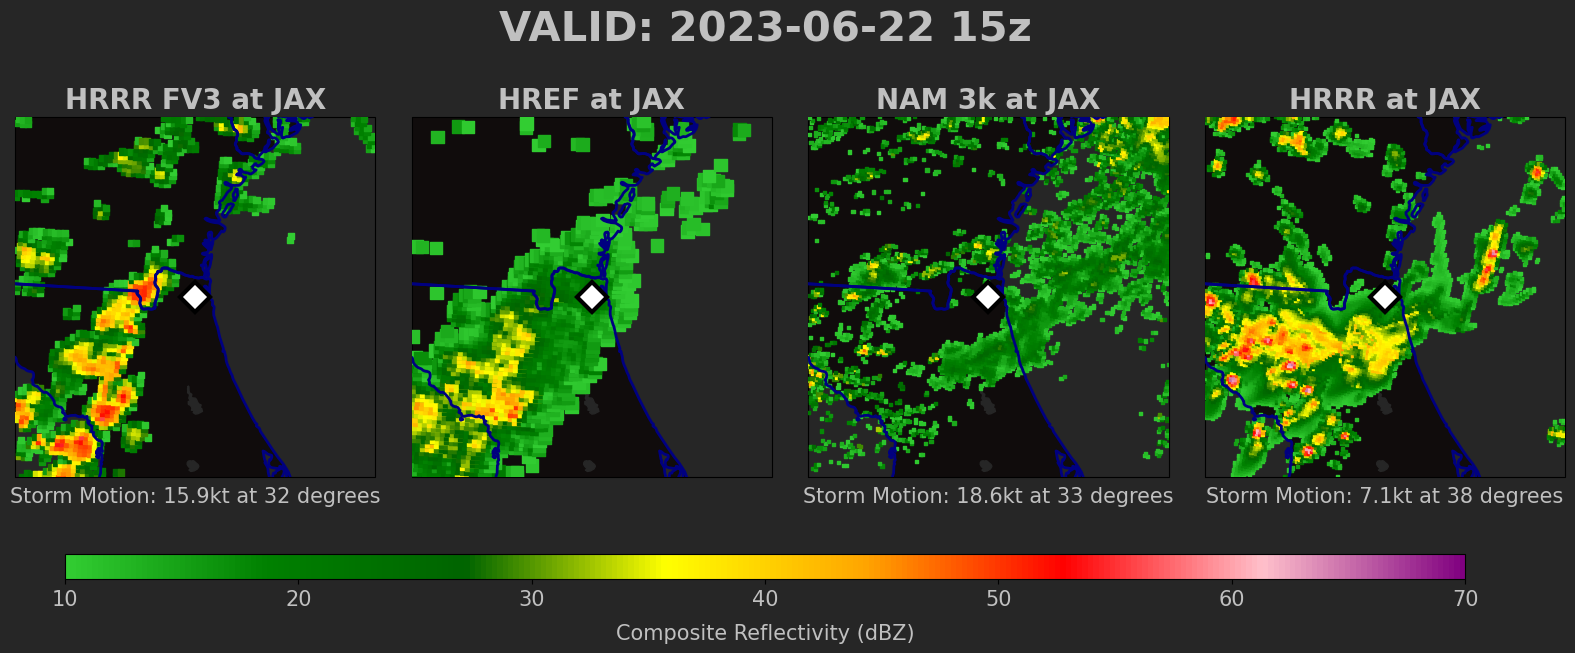 VALID: 2023-06-22 15z
HRRR FV3 at JAX
HREF at JAX
NAM 3k at JAX
HRRR at JAX
Storm Motion: 15.9kt at 32 degrees
Storm Motion: 18.6kt at 33 degrees
Storm Motion: 7.1kt at 38 degrees
10 20 30 40 50 60 70
Composite Reflectivity (dBZ)